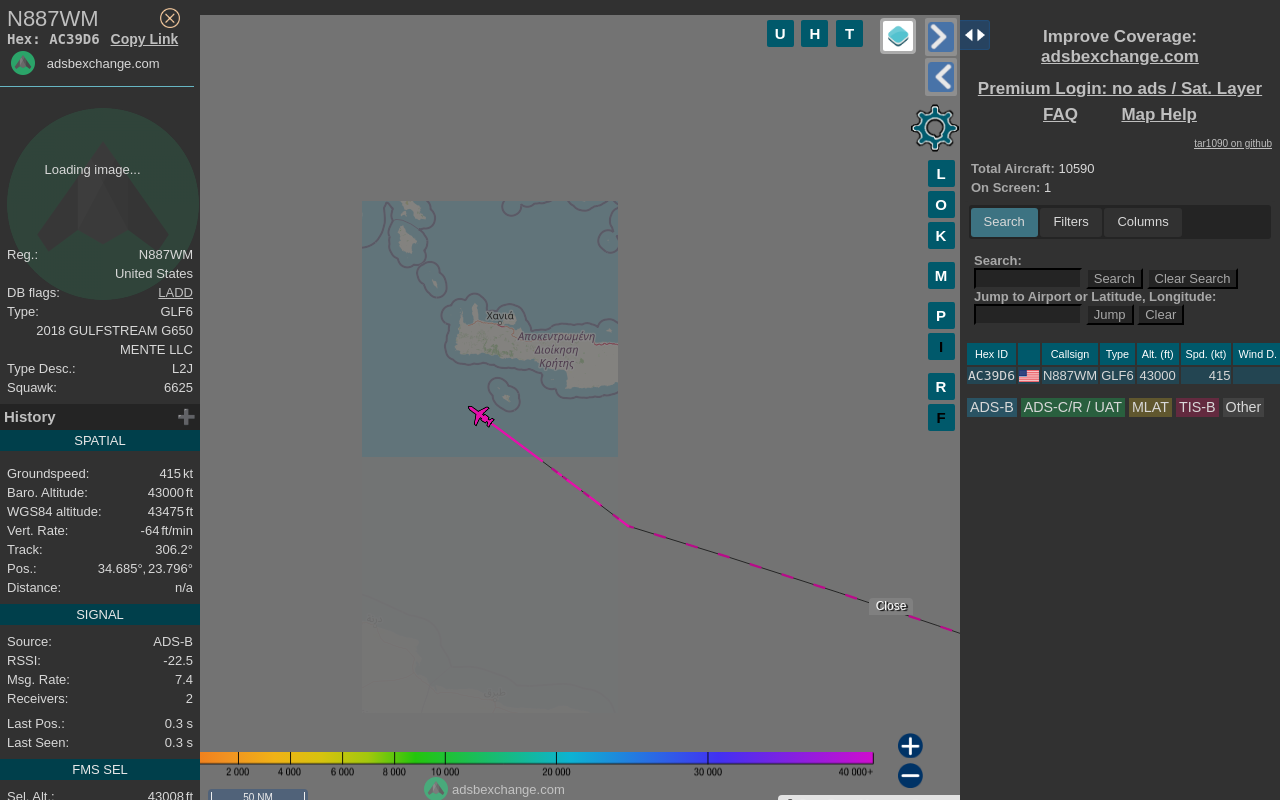 N887WM
Hex: AC39D6 Copy Link
adsbexchange.com
Loading image...
Reg.: N887WM
United States
DB flags: LADD
Type: GLF6
2018 GULFSTREAM G650
MENTE LLC
Type Desc.: L2J
Squawk: 6625
History
SPATIAL
Groundspeed: 415 kt
Baro. Altitude: 43000 ft
WGS84 altitude: 43475 ft
Vert. Rate: -64 ft/min
Track: 306.2°
Pos.: 34.685°, 23.796°
Distance: n/a
SIGNAL
Source: ADS-B
RSSI: -22.5
Msg. Rate: 7.4
Receivers: 2
Last Pos.: 0.3 s
Last Seen: 0.3 s
FMS SEL
Sel. Alt.: 43008 ft
U H T
L
O
K
M
P
I
R
F
Χανιά
Αποκεντρωμένη
Διοίκηση
Κρήτης
Close
2 000 4 000 6 000 8 000 10 000 20 000 30 000 40 000+
adsbexchange.com
50 NM
Improve Coverage:
adsbexchange.com
Premium Login: no ads / Sat. Layer
FAQ Map Help
tar1090 on github
Total Aircraft: 10590
On Screen: 1
Search Filters Columns
Search:
Search Clear Search
Jump to Airport or Latitude, Longitude:
Jump Clear
Hex ID Callsign Type Alt. (ft) Spd. (kt) Wind D.
AC39D6 N887WM GLF6 43000 415
ADS-B ADS-C/R / UAT MLAT TIS-B Other